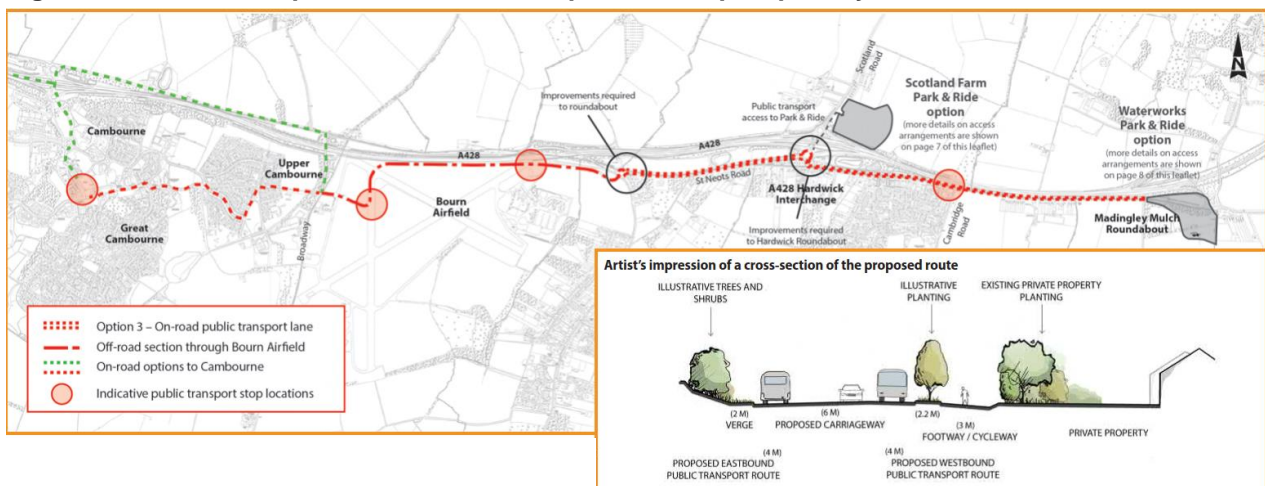 Cambourne
Great
Cambourne
Upper
Cambourne
Broadway
Bourn
Airfield
A428
Improvements required
to roundabout
St Neots Road
A428
Public transport
access to Park & Ride
Scotland
Road
Scotland Farm
Park & Ride
option
(more details on access
arrangements are shown
on page 7 of this leaflet)
A428 Hardwick
Interchange
Improvements required
to Hardwick Roundabout
Cambridge
Road
Waterworks
Park & Ride
option
(more details on access
arrangements are shown
on page 8 of this leaflet)
Madingley Mulch
Roundabout
N
Option 3 – On-road public transport lane
Off-road section through Bourn Airfield
On-road options to Cambourne
Indicative public transport stop locations
Artist's impression of a cross-section of the proposed route
ILLUSTRATIVE TREES AND
SHRUBS
ILLUSTRATIVE
PLANTING
EXISTING PRIVATE PROPERTY
PLANTING
(2 M)
VERGE
(4 M)
PROPOSED EASTBOUND
PUBLIC TRANSPORT ROUTE
(6 M)
PROPOSED CARRIAGEWAY
(4 M)
PROPOSED WESTBOUND
PUBLIC TRANSPORT ROUTE
(2.2 M)
(3 M)
FOOTWAY / CYCLEWAY
PRIVATE PROPERTY